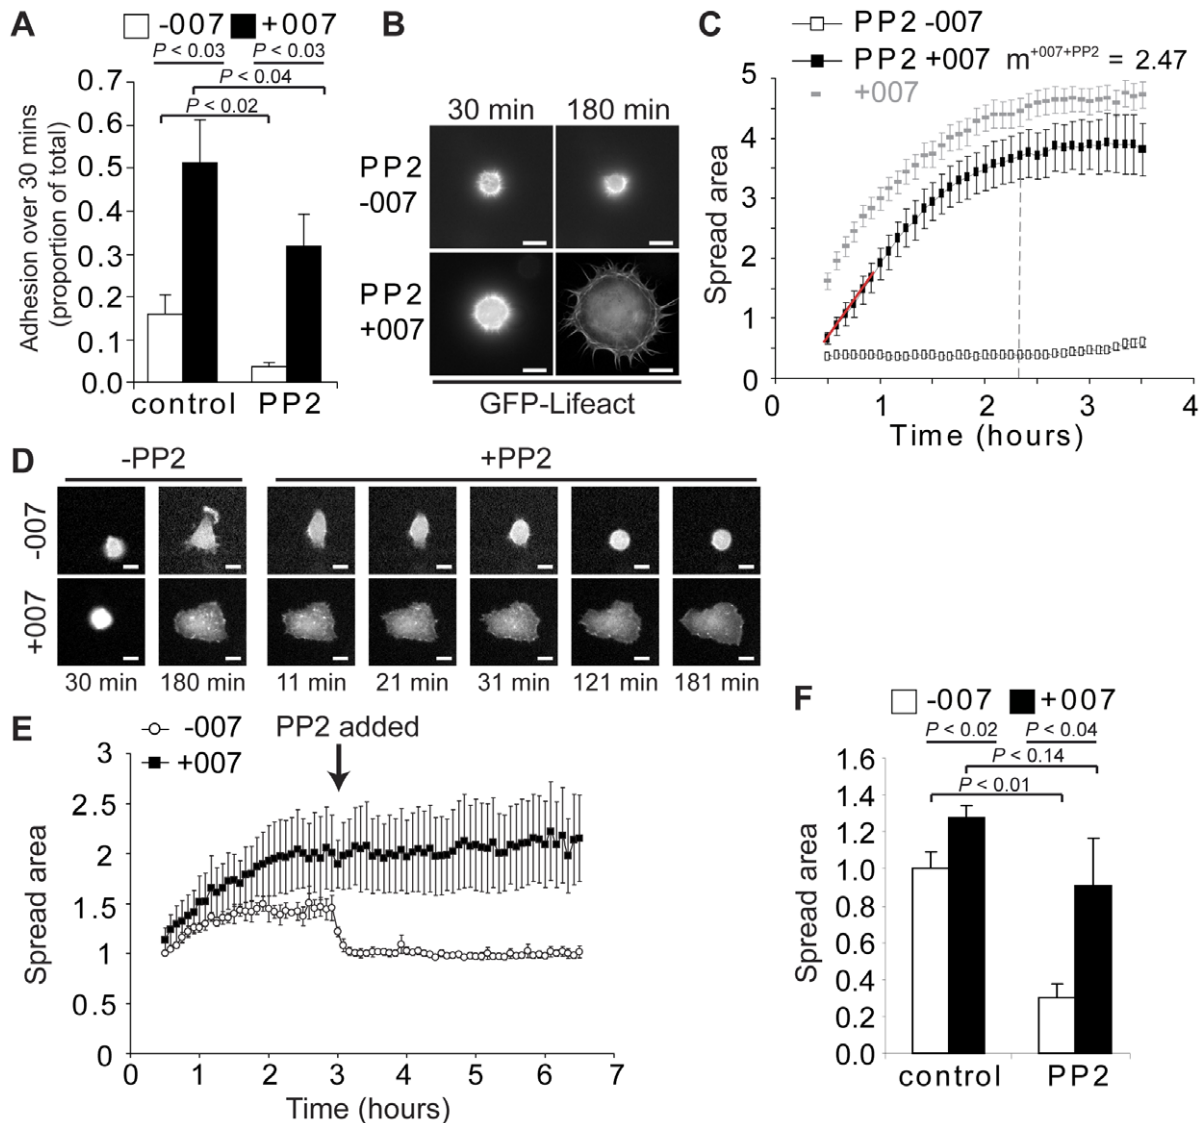 A
-007 +007
P < 0.03 P < 0.03
P < 0.04
P < 0.02
Adhesion over 30 mins
(proportion of total)
0.7
0.6
0.5
0.4
0.3
0.2
0.1
0.0
control PP2
B
30 min 180 min
PP2
-007
PP2
+007
GFP-Lifeact
C
PP2 -007
PP2 +007 m+007+PP2 = 2.47
+007
Spread area
5
4
3
2
1
0
0 1 2 3 4
Time (hours)
D
-PP2 +PP2
-007
+007
30 min 180 min 11 min 21 min 31 min 121 min 181 min
E
-007
+007
PP2 added
Spread area
3
2.5
2
1.5
1
0.5
0
0 1 2 3 4 5 6 7
Time (hours)
F
-007 +007
P < 0.02 P < 0.04
P < 0.14
P < 0.01
Spread area
1.6
1.4
1.2
1.0
0.8
0.6
0.4
0.2
0.0
control PP2